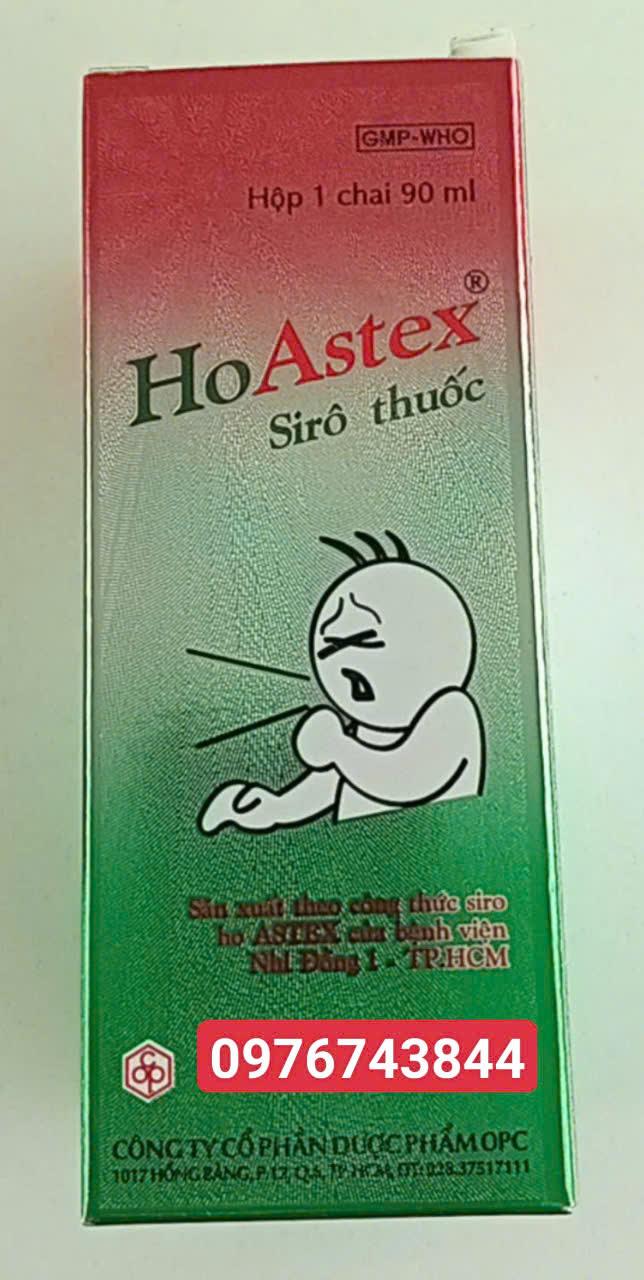 GMP-WHO
Hộp 1 chai 90 ml
HoAstex®
Sirô thuốc
Sản xuất theo công thức siro
ho ASTEX của bệnh viện
Nhi Đồng 1 - TP.HCM
0976743844
CÔNG TY CỔ PHẦN DƯỢC PHẨM OPC
1017 HỒNG BÀNG, P. 12, Q.6, TP. HCM, ĐT: 028.37517111